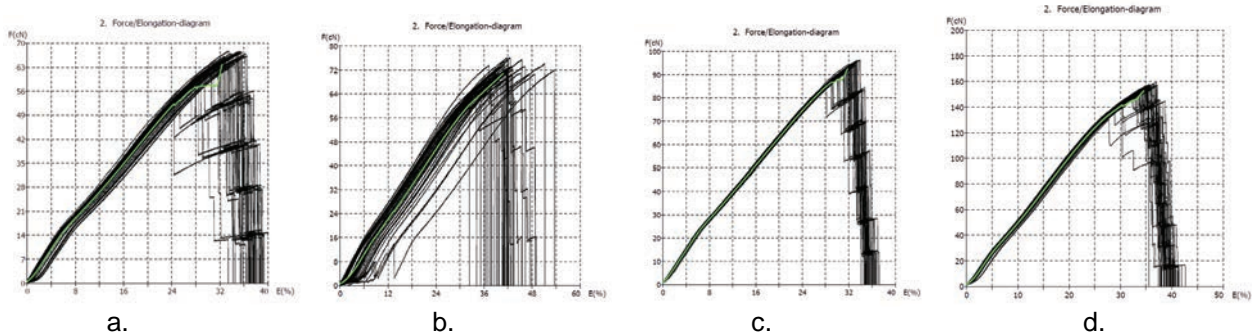 2. Force/Elongation-diagram
F(cN)
70
63
56
49
42
35
28
21
14
7
0
0 8 16 24 32 40
E(%)
a.
2. Force/Elongation-diagram
F(cN)
80
72
64
56
48
40
32
24
16
8
0
0 12 24 36 48 60
E(%)
b.
2. Force/Elongation-diagram
F(cN)
100
90
80
70
60
50
40
30
20
10
0
0 8 16 24 32 40
E(%)
c.
2. Force/Elongation-diagram
F(cN)
200
180
160
140
120
100
80
60
40
20
0
0 10 20 30 40 50
E(%)
d.